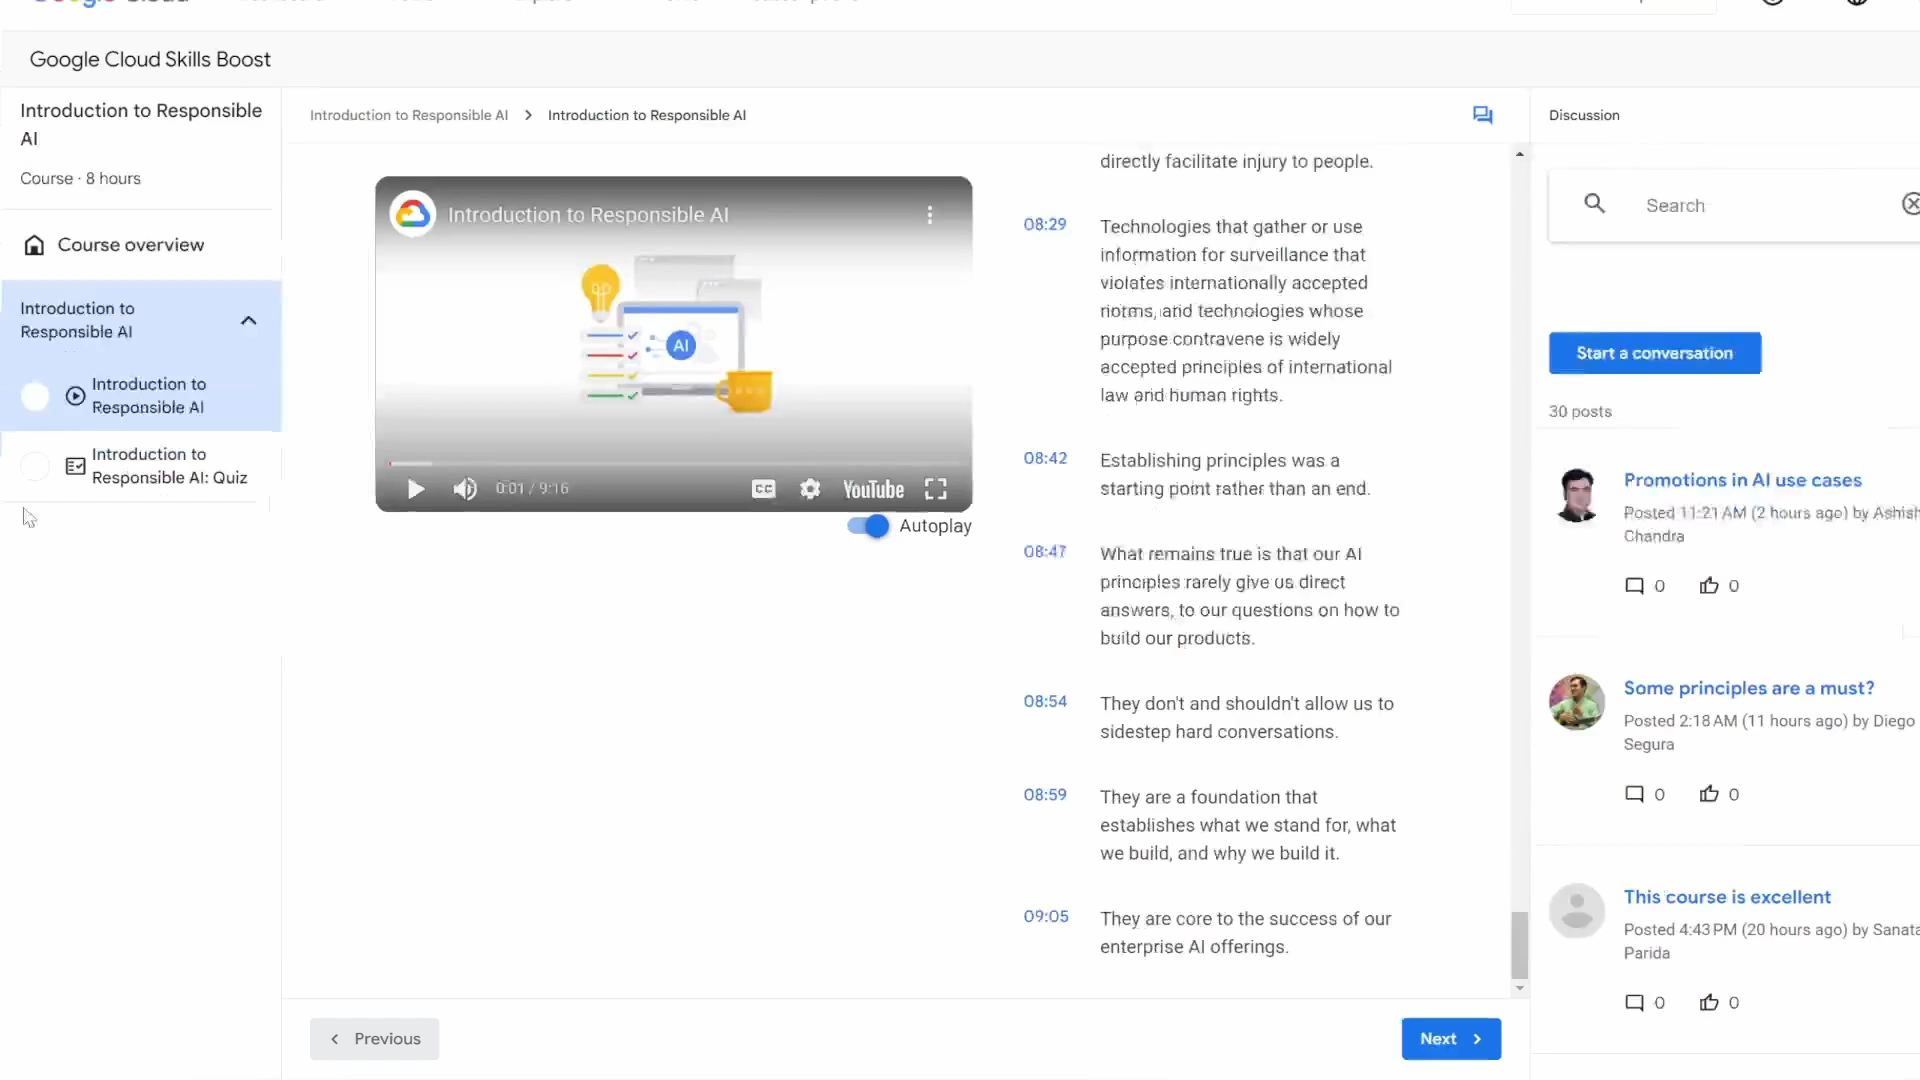 Google Cloud Skills Boost
Introduction to Responsible
AI
Course · 8 hours
Course overview
Introduction to
Responsible AI
Introduction to
Responsible AI
Introduction to
Responsible AI: Quiz
Introduction to Responsible AI > Introduction to Responsible AI
Introduction to Responsible AI
AI
0:01 / 9:16
CC
YouTube
Autoplay
directly facilitate injury to people.
08:29
Technologies that gather or use
information for surveillance that
violates internationally accepted
norms, and technologies whose
purpose contravene is widely
accepted principles of international
law and human rights.
08:42
Establishing principles was a
starting point rather than an end.
08:47
What remains true is that our AI
principles rarely give us direct
answers, to our questions on how to
build our products.
08:54
They don't and shouldn't allow us to
sidestep hard conversations.
08:59
They are a foundation that
establishes what we stand for, what
we build, and why we build it.
09:05
They are core to the success of our
enterprise AI offerings.
Previous
Next
Discussion
Search
Start a conversation
30 posts
Promotions in AI use cases
Posted 11:21 AM (2 hours ago) by Ashish
Chandra
0 0
Some principles are a must?
Posted 2:18 AM (11 hours ago) by Diego
Segura
0 0
This course is excellent
Posted 4:43 PM (20 hours ago) by Sanata
Parida
0 0